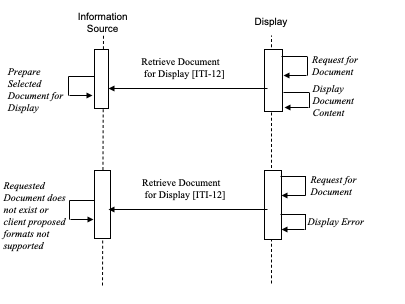 Information
Source
Display
Retrieve Document
for Display [ITI-12]
Request for
Document
Prepare
Selected
Document for
Display
Display
Document
Content
Retrieve Document
for Display [ITI-12]
Request for
Document
Requested
Document does
not exist or
client proposed
formats not
supported
Display Error